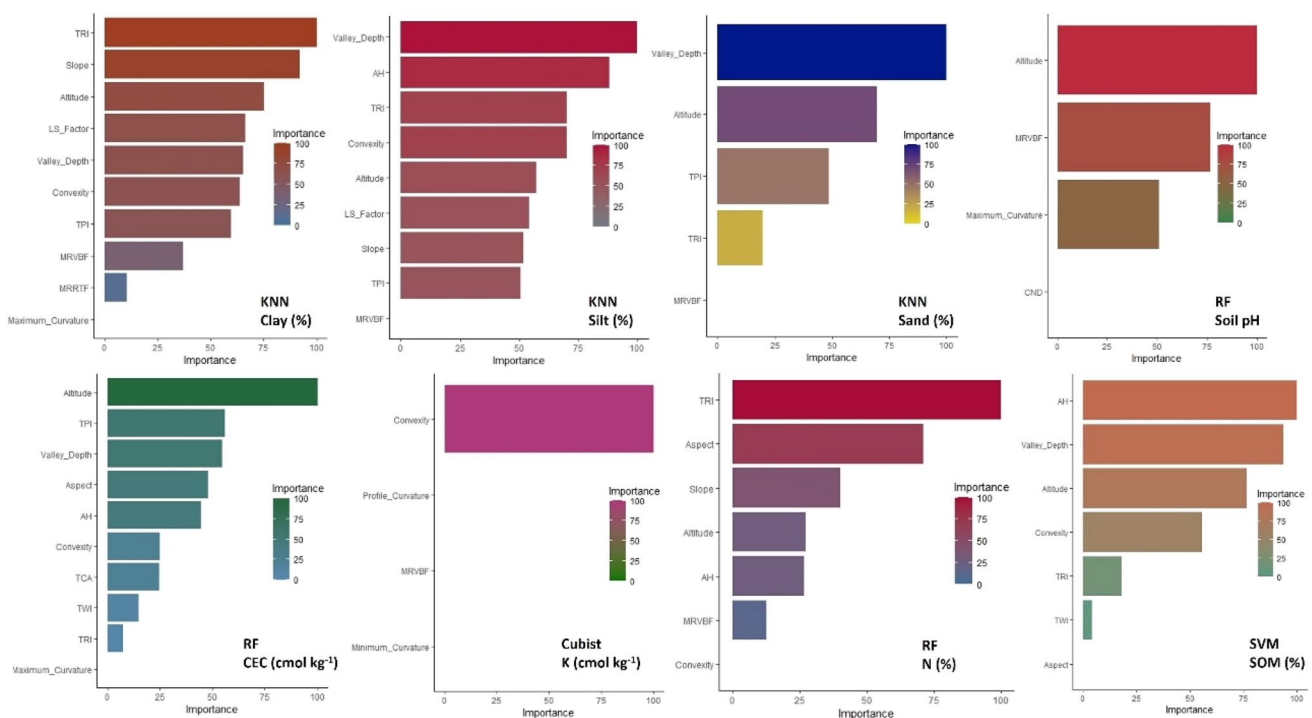 TRI
Slope
Altitude
LS_Factor
Valley_Depth
Convexity
TPI
MRVBF
MRRTF
Maximum_Curvature
Importance
100
75
50
25
0
KNN
Clay (%)
0 25 50 75 100
Importance
Valley_Depth
AH
TRI
Convexity
Altitude
LS_Factor
Slope
TPI
MRVBF
Importance
100
75
50
25
0
KNN
Silt (%)
0 25 50 75 100
Importance
Valley_Depth
Altitude
TPI
TRI
MRVBF
Importance
100
75
50
25
0
KNN
Sand (%)
0 25 50 75 100
Importance
Altitude
MRVBF
Maximum_Curvature
CND
Importance
100
75
50
25
0
RF
Soil pH
0 25 50 75 100
Importance
Altitude
TPI
Valley_Depth
Aspect
AH
Convexity
TCA
TWI
TRI
Maximum_Curvature
Importance
100
75
50
25
0
RF
CEC (cmol kg⁻¹)
0 25 50 75 100
Importance
Convexity
Profile_Curvature
MRVBF
Minimum_Curvature
Importance
100
75
50
25
0
Cubist
K (cmol kg⁻¹)
0 25 50 75 100
Importance
TRI
Aspect
Slope
Altitude
AH
MRVBF
Convexity
Importance
100
75
50
25
0
RF
N (%)
0 25 50 75 100
Importance
AH
Valley_Depth
Altitude
Convexity
TRI
TWI
Aspect
Importance
100
75
50
25
0
SVM
SOM (%)
0 25 50 75 100
Importance